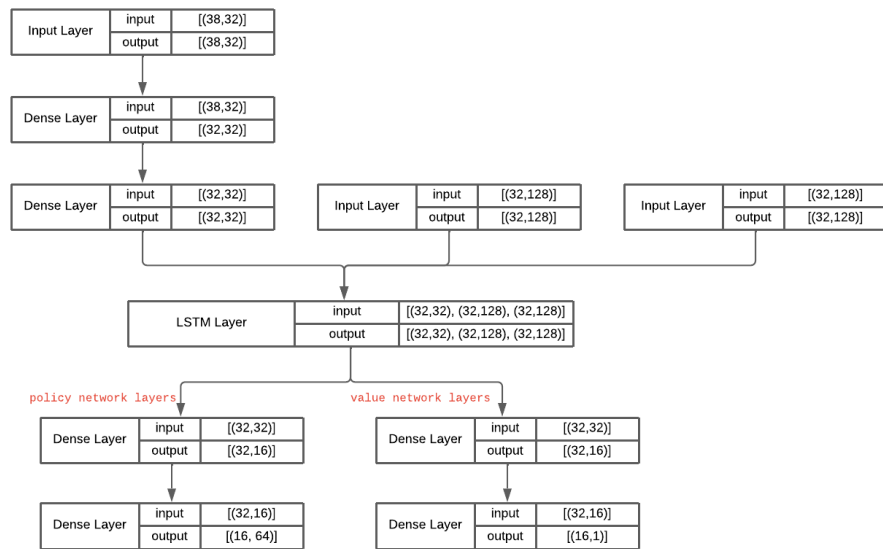 Input Layer input [(38,32)]
output [(38,32)]
Dense Layer input [(38,32)]
output [(32,32)]
Dense Layer input [(32,32)]
output [(32,32)]
Input Layer input [(32,128)]
output [(32,128)]
Input Layer input [(32,128)]
output [(32,128)]
LSTM Layer input [(32,32), (32,128), (32,128)]
output [(32,32), (32,128), (32,128)]
policy network layers
value network layers
Dense Layer input [(32,32)]
output [(32,16)]
Dense Layer input [(32,32)]
output [(32,16)]
Dense Layer input [(32,16)]
output [(16, 64)]
Dense Layer input [(32,16)]
output [(16,1)]